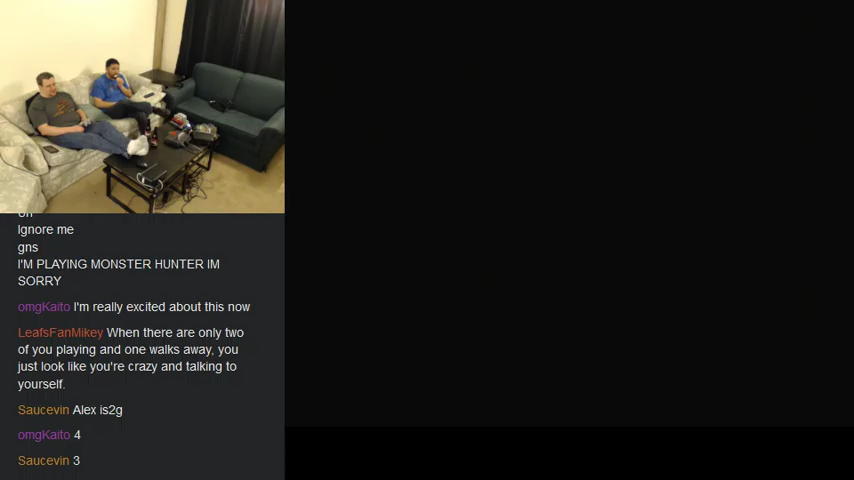 Ignore me
gns
I'M PLAYING MONSTER HUNTER IM
SORRY
omgKaito I'm really excited about this now
LeafsFanMikey When there are only two
of you playing and one walks away, you
just look like you're crazy and talking to
yourself.
Saucevin Alex is2g
omgKaito 4
Saucevin 3